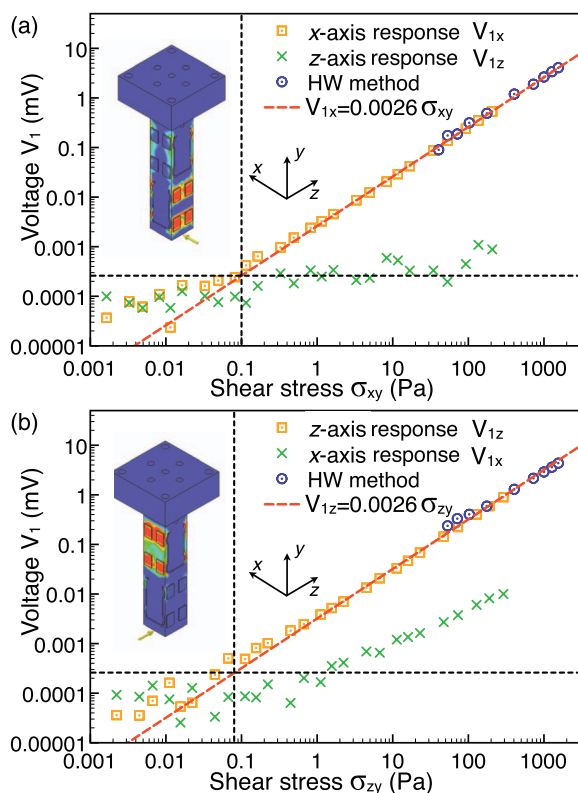 (a)
x-axis response V1x
z-axis response V1z
HW method
V1x=0.0026 σxy
Voltage V1 (mV)
10
1
0.1
0.01
0.001
0.0001
0.00001
x
y
z
0.001 0.01 0.1 1 10 100 1000
Shear stress σxy (Pa)
(b)
z-axis response V1z
x-axis response V1x
HW method
V1z=0.0026 σzy
Voltage V1 (mV)
10
1
0.1
0.01
0.001
0.0001
0.00001
x
y
z
0.001 0.01 0.1 1 10 100 1000
Shear stress σzy (Pa)